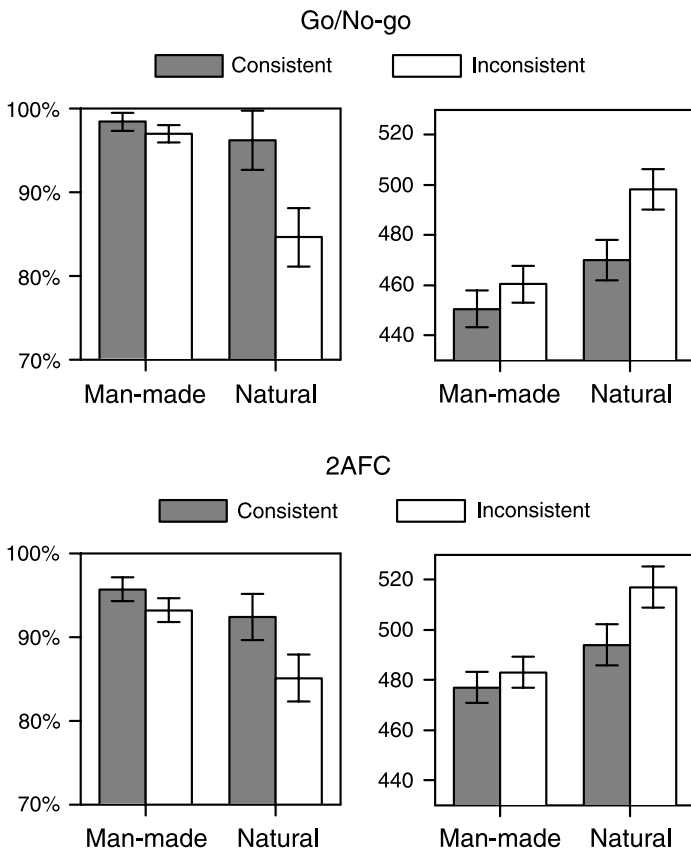 Go/No-go
Consistent Inconsistent
100%
90%
80%
70%
Man-made Natural
520
500
480
460
440
Man-made Natural
2AFC
Consistent Inconsistent
100%
90%
80%
70%
Man-made Natural
520
500
480
460
440
Man-made Natural